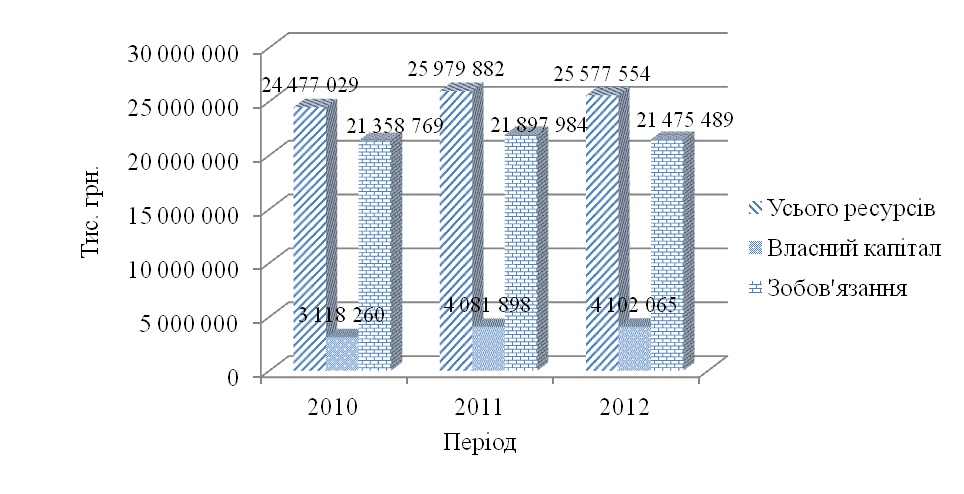 30 000 000
25 000 000
20 000 000
15 000 000
10 000 000
5 000 000
0
Тис. грн.
24 477 029
25 979 882
25 577 554
21 358 769
21 897 984
21 475 489
3 118 260
4 081 898
4 102 065
2010
2011
2012
Період
Усього ресурсів
Власний капітал
Зобов'язання